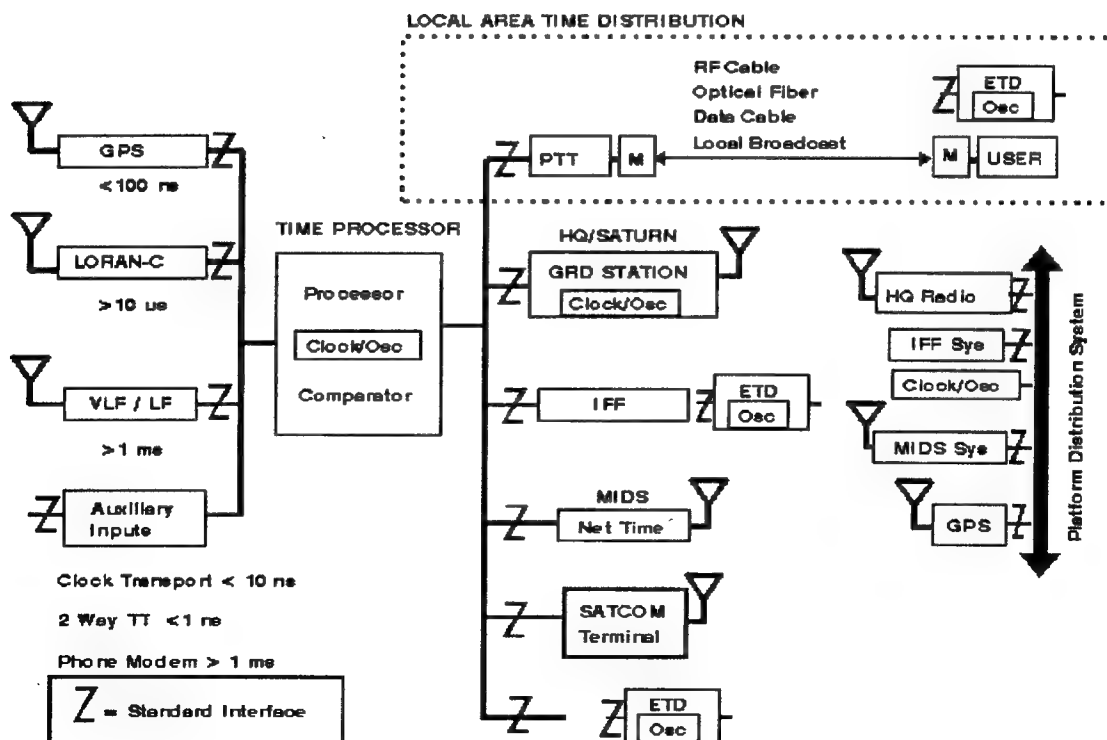 LOCAL AREA TIME DISTRIBUTION
RF Cable
Optical Fiber
Data Cable
Local Broadcast
ETD
Osc
PTT
M
M
USER
GPS
<100 ns
LORAN-C
>10 us
VLF / LF
>1 ms
Auxiliary
Inputs
Clock Transport < 10 ns
2 Way TT <1 ns
Phone Modem > 1 ms
Z = Standard Interface
TIME PROCESSOR
Processor
Clock/Osc
Comparator
HQ/SATURN
GRD STATION
Clock/Osc
IFF
ETD
Osc
MIDS
Net Time
SATCOM
Terminal
ETD
Osc
HQ Radio
IFF Sys
Clock/Osc
MIDS Sys
GPS
Platform Distribution System